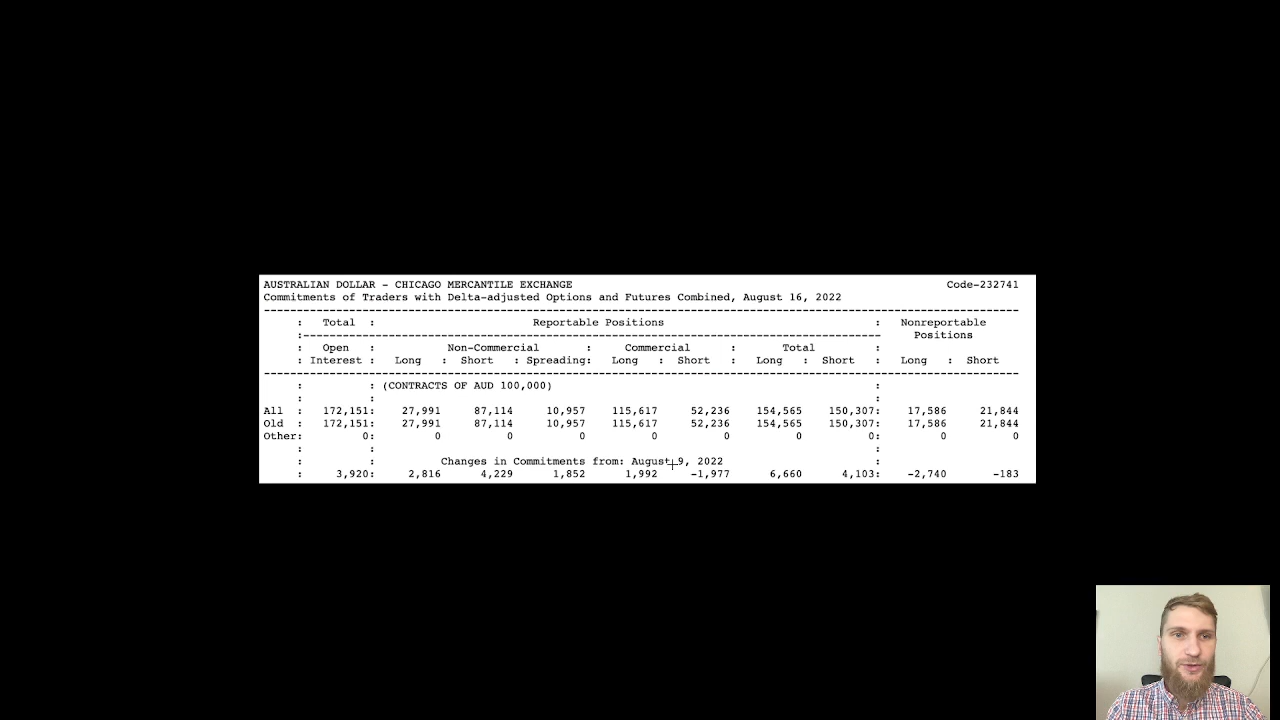 AUSTRALIAN DOLLAR - CHICAGO MERCANTILE EXCHANGE Code-232741
Commitments of Traders with Delta-adjusted Options and Futures Combined, August 16, 2022
: Total : Reportable Positions : Nonreportable
Positions
: Open : Non-Commercial : Commercial : Total :
: Interest : Long : Short : Spreading: Long : Short : Long : Short : Long : Short
: : (CONTRACTS OF AUD 100,000) :
: : :
All : 172,151: 27,991 87,114 10,957 115,617 52,236 154,565 150,307: 17,586 21,844
Old : 172,151: 27,991 87,114 10,957 115,617 52,236 154,565 150,307: 17,586 21,844
Other: 0: 0 0 0 0 0 0 0: 0 0
: : :
: : Changes in Commitments from: August 9, 2022 :
: 3,920: 2,816 4,229 1,852 1,992 -1,977 6,660 4,103: -2,740 -183